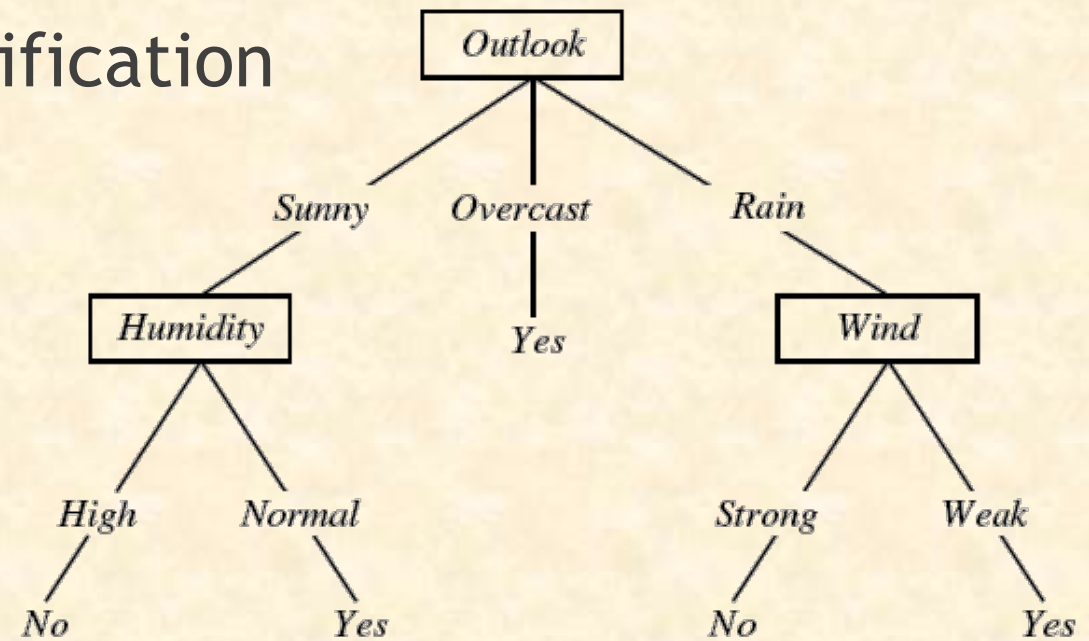 ification
Outlook
Sunny Overcast Rain
Humidity Yes Wind
High Normal Strong Weak
No Yes No Yes